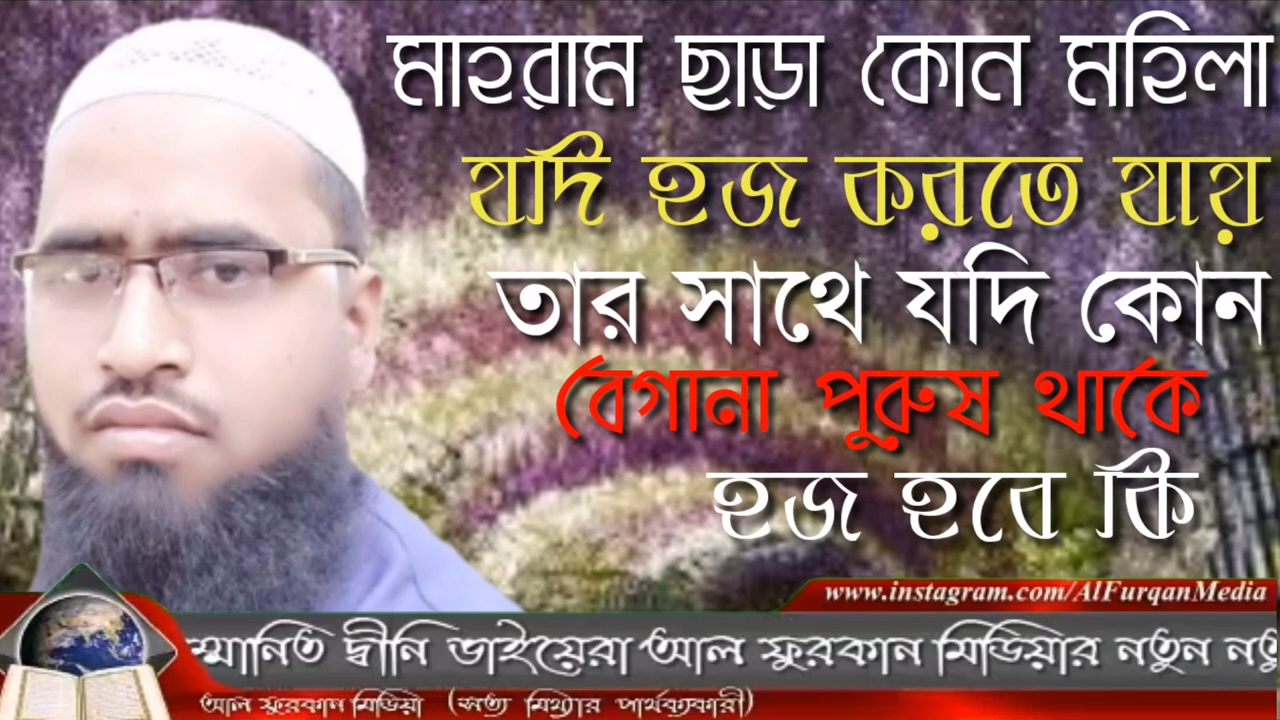 মাহরাম ছাড়া কোন মহিলা
যদি হজ করতে যায়
তার সাথে যদি কোন
বেগানা পুরুষ থাকে
হজ হবে কি
www.instagram.com/AlFurqanMedia
ম্মানিত দ্বীনি ভাইয়েরা আল ফুরকান মিডিয়ার নতুন নতু
আল ফুরকান মিডিয়া (সত্য মিথ্যার পার্থক্যকারী)